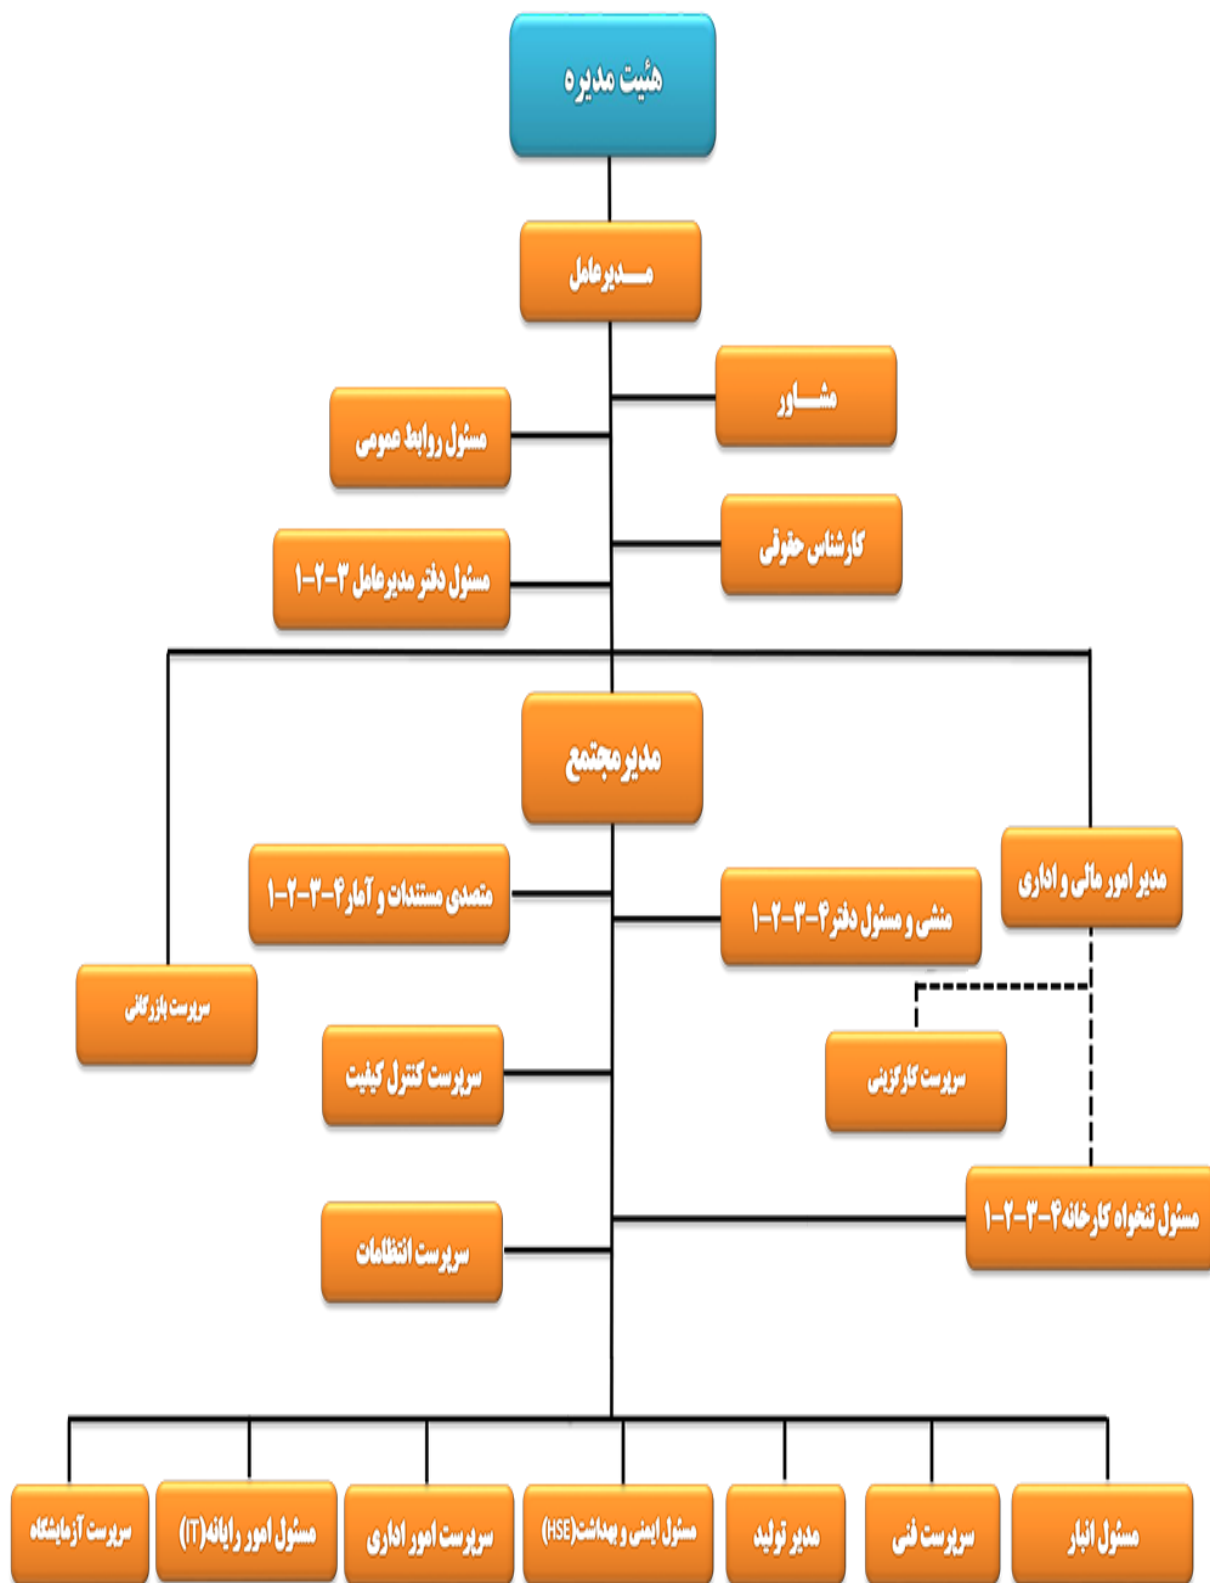 هئیت مدیره
مـــدیرعامل
مشـــاور
مسئول روابط عمومی
کارشناس حقوقی
مسئول دفتر مدیرعامل ۳-۲-۱
مدیرمجتمع
مدیر امور مالی و اداری
متصدی مستندات و آمار۴-۳-۲-۱
منشی و مسئول دفتر۴-۳-۲-۱
سرپرست بازرگانی
سرپرست کارگزینی
سرپرست کنترل کیفیت
مسئول تنخواه کارخانه۴-۳-۲-۱
سرپرست انتظامات
مسئول انبار
سرپرست فنی
مدیر تولید
مسئول ایمنی و بهداشت(HSE)
سرپرست امور اداری
مسئول امور رایانه(IT)
سرپرست آزمایشگاه